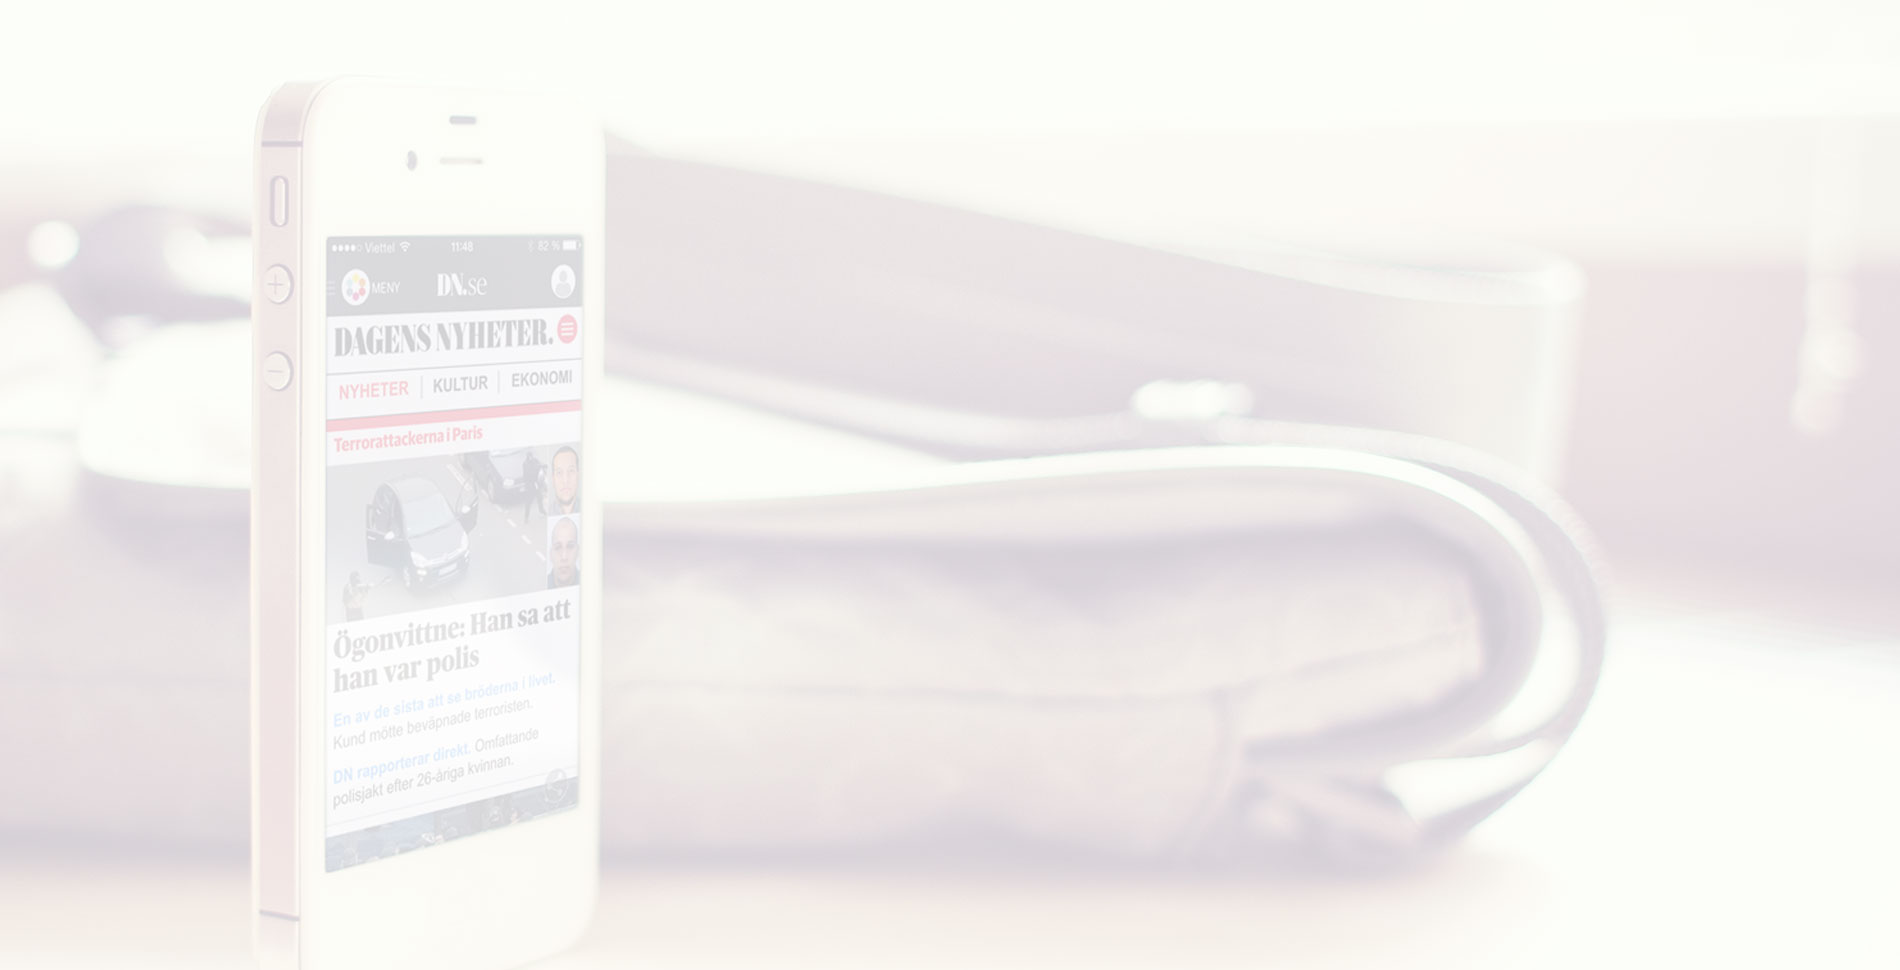 Viettel 11:48 82 %
MENY DN.se
DAGENS NYHETER.
NYHETER | KULTUR | EKONOMI
Terrorattackerna i Paris
Ögonvittne: Han sa att
han var polis
En av de sista att se bröderna i livet.
Kund mötte beväpnade terroristen.
DN rapporterar direkt. Omfattande
polisjakt efter 26-åriga kvinnan.